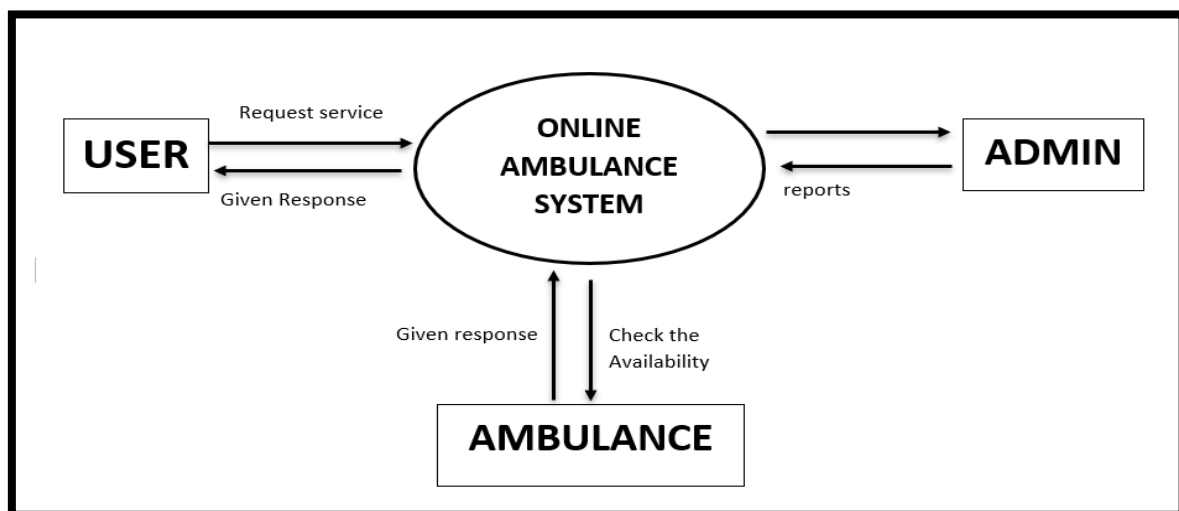 Request service
USER
Given Response
ONLINE
AMBULANCE
SYSTEM
ADMIN
reports
Given response
Check the
Availability
AMBULANCE